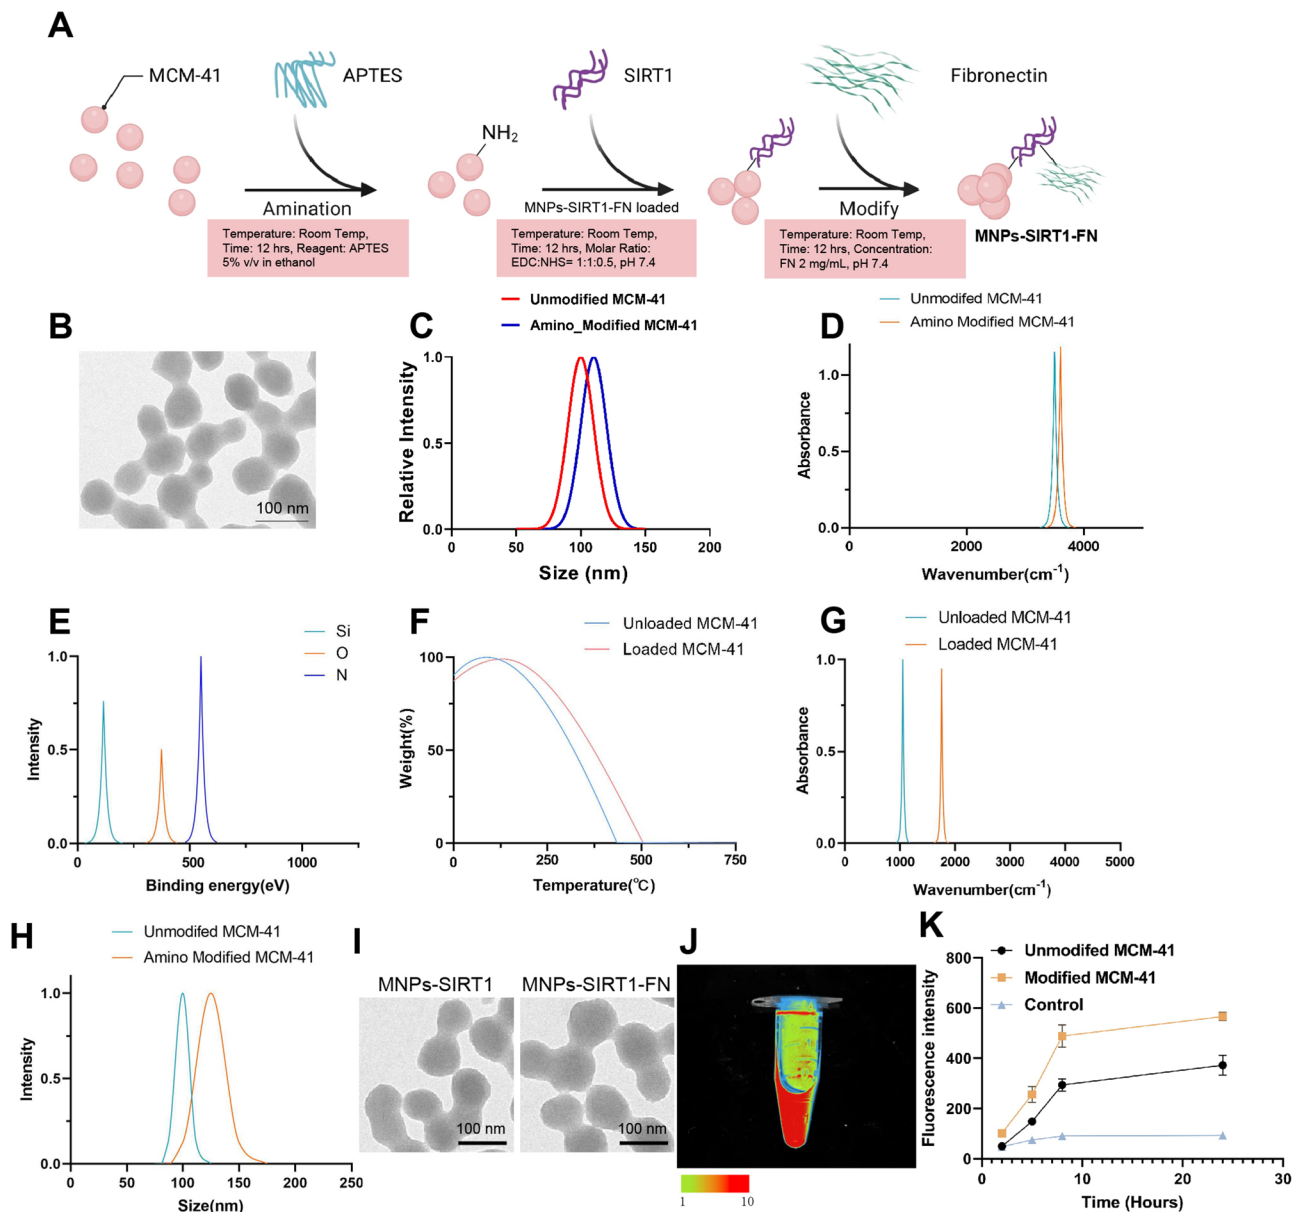 A
MCM-41
APTES
SIRT1
Fibronectin
NH2
Amination
MNPs-SIRT1-FN loaded
Modify
MNPs-SIRT1-FN
Temperature: Room Temp,
Time: 12 hrs, Reagent: APTES
5% v/v in ethanol
Temperature: Room Temp,
Time: 12 hrs, Molar Ratio:
EDC:NHS= 1:1:0.5, pH 7.4
Temperature: Room Temp,
Time: 12 hrs, Concentration:
FN 2 mg/mL, pH 7.4
B
100 nm
C
Unmodified MCM-41
Amino_Modified MCM-41
Relative Intensity
1.0
0.5
0.0
0 50 100 150 200
Size (nm)
D
Unmodifed MCM-41
Amino Modified MCM-41
Absorbance
1.0
0.5
0.0
0 2000 4000
Wavenumber(cm-1)
E
Si
O
N
Intensity
1.0
0.5
0.0
0 500 1000
Binding energy(eV)
F
Unloaded MCM-41
Loaded MCM-41
Weight(%)
100
50
0
0 250 500 750
Temperature(°C)
G
Unloaded MCM-41
Loaded MCM-41
Absorbance
1.0
0.5
0.0
0 1000 2000 3000 4000 5000
Wavenumber(cm-1)
H
Unmodifed MCM-41
Amino Modified MCM-41
Intensity
1.0
0.5
0.0
0 50 100 150 200 250
Size(nm)
I
MNPs-SIRT1
MNPs-SIRT1-FN
100 nm
100 nm
J
1 10
K
Unmodifed MCM-41
Modified MCM-41
Control
Fluorescence intensity
800
600
400
200
0
0 10 20 30
Time (Hours)